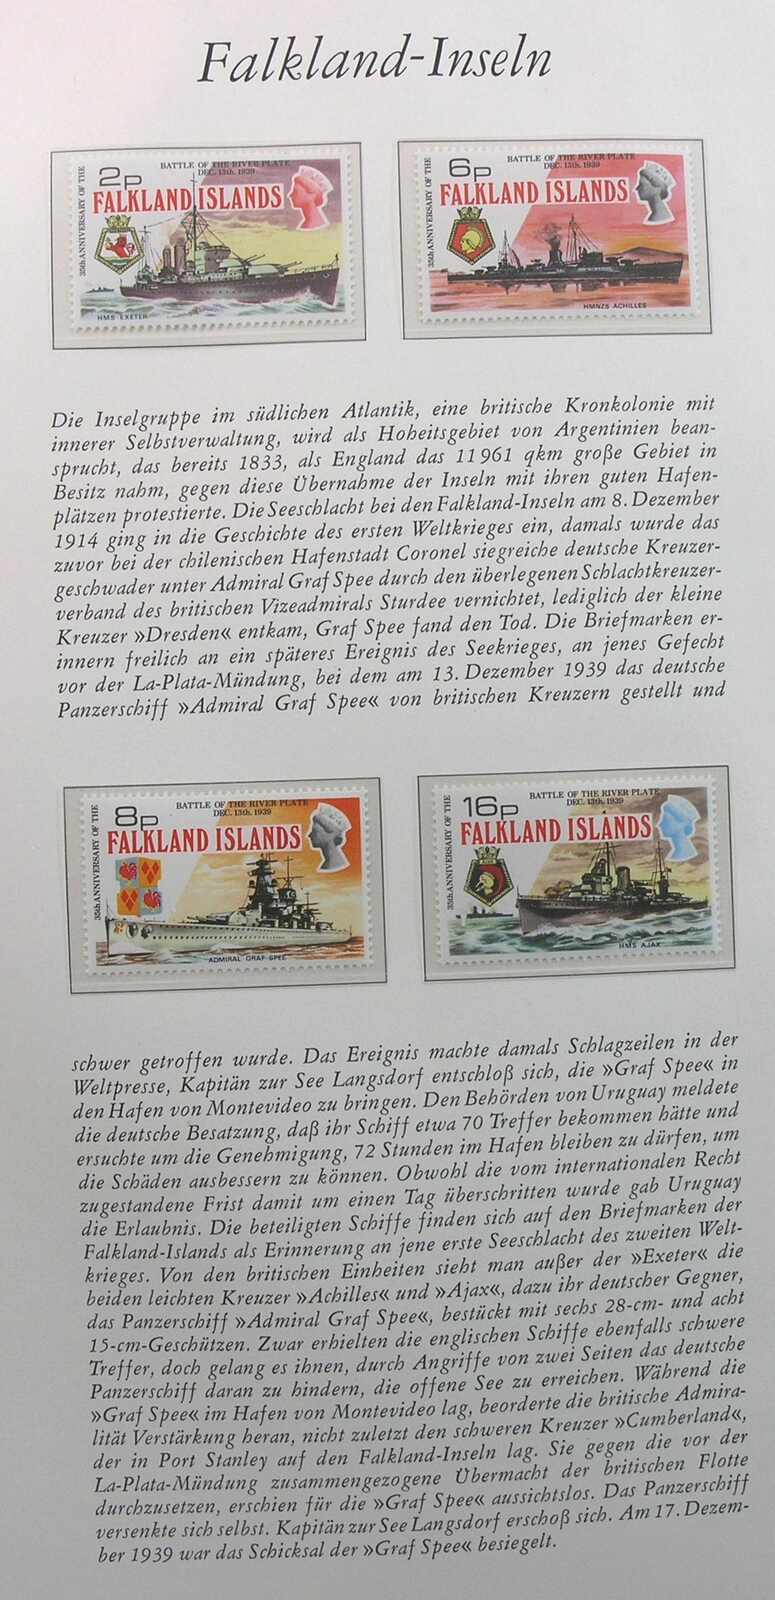 Falkland-Inseln
2p
BATTLE OF THE RIVER PLATE
DEC. 13th. 1939
FALKLAND ISLANDS
35th ANNIVERSARY OF THE
HMS EXETER
6p
BATTLE OF THE RIVER PLATE
DEC. 13th. 1939
FALKLAND ISLANDS
35th ANNIVERSARY OF THE
HMNZS ACHILLES
Die Inselgruppe im südlichen Atlantik, eine britische Kronkolonie mit
innerer Selbstverwaltung, wird als Hoheitsgebiet von Argentinien bean-
sprucht, das bereits 1833, als England das 11961 qkm große Gebiet in
Besitz nahm, gegen diese Übernahme der Inseln mit ihren guten Hafen-
plätzen protestierte. Die Seeschlacht bei den Falkland-Inseln am 8. Dezember
1914 ging in die Geschichte des ersten Weltkrieges ein, damals wurde das
zuvor bei der chilenischen Hafenstadt Coronel siegreiche deutsche Kreuzer-
geschwader unter Admiral Graf Spee durch den überlegenen Schlachtkreuzer-
verband des britischen Vizeadmirals Sturdee vernichtet, lediglich der kleine
Kreuzer »Dresden« entkam, Graf Spee fand den Tod. Die Briefmarken er-
innern freilich an ein späteres Ereignis des Seekrieges, an jenes Gefecht
vor der La-Plata-Mündung, bei dem am 13. Dezember 1939 das deutsche
Panzerschiff »Admiral Graf Spee« von britischen Kreuzern gestellt und
8p
BATTLE OF THE RIVER PLATE
DEC. 13th. 1939
FALKLAND ISLANDS
35th ANNIVERSARY OF THE
ADMIRAL GRAF SPEE
16p
BATTLE OF THE RIVER PLATE
DEC. 13th. 1939
FALKLAND ISLANDS
35th ANNIVERSARY OF THE
HMS AJAX
schwer getroffen wurde. Das Ereignis machte damals Schlagzeilen in der
Weltpresse, Kapitän zur See Langsdorf entschloß sich, die »Graf Spee« in
den Hafen von Montevideo zu bringen. Den Behörden von Uruguay meldete
die deutsche Besatzung, daß ihr Schiff etwa 70 Treffer bekommen hätte und
ersuchte um die Genehmigung, 72 Stunden im Hafen bleiben zu dürfen, um
die Schäden ausbessern zu können. Obwohl die vom internationalen Recht
zugestandene Frist damit um einen Tag überschritten wurde gab Uruguay
die Erlaubnis. Die beteiligten Schiffe finden sich auf den Briefmarken der
Falkland-Islands als Erinnerung an jene erste Seeschlacht des zweiten Welt-
krieges. Von den britischen Einheiten sieht man außer der »Exeter« die
beiden leichten Kreuzer »Achilles« und »Ajax«, dazu ihr deutscher Gegner,
das Panzerschiff »Admiral Graf Spee«, bestückt mit sechs 28-cm- und acht
15-cm-Geschützen. Zwar erhielten die englischen Schiffe ebenfalls schwere
Treffer, doch gelang es ihnen, durch Angriffe von zwei Seiten das deutsche
Panzerschiff daran zu hindern, die offene See zu erreichen. Während die
»Graf Spee« im Hafen von Montevideo lag, beorderte die britische Admira-
lität Verstärkung heran, nicht zuletzt den schweren Kreuzer »Cumberland«,
der in Port Stanley auf den Falkland-Inseln lag. Sie gegen die vor der
La-Plata-Mündung zusammengezogene Übermacht der britischen Flotte
durchzusetzen, erschien für die »Graf Spee« aussichtslos. Das Panzerschiff
versenkte sich selbst. Kapitän zur See Langsdorf erschoß sich. Am 17. Dezem-
ber 1939 war das Schicksal der »Graf Spee« besiegelt.